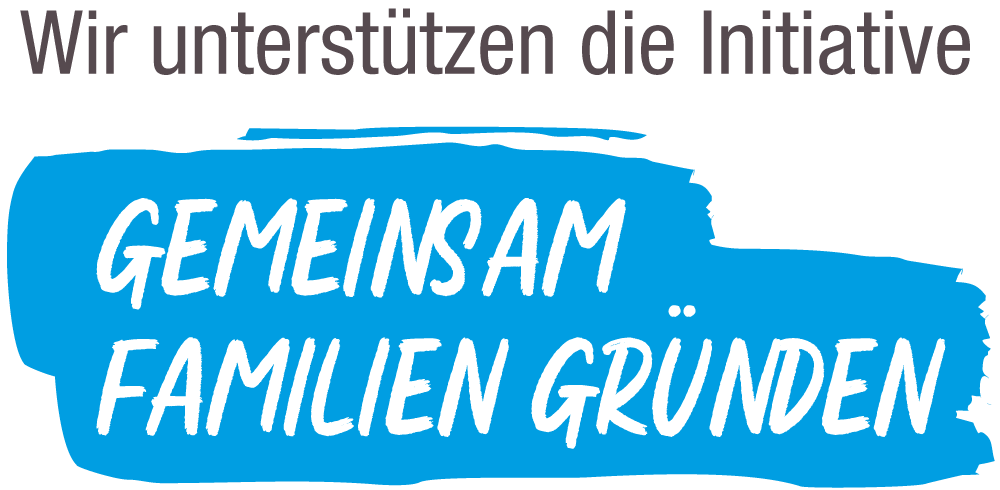 Wir unterstützen die Initiative
GEMEINSAM
FAMILIEN GRÜNDEN